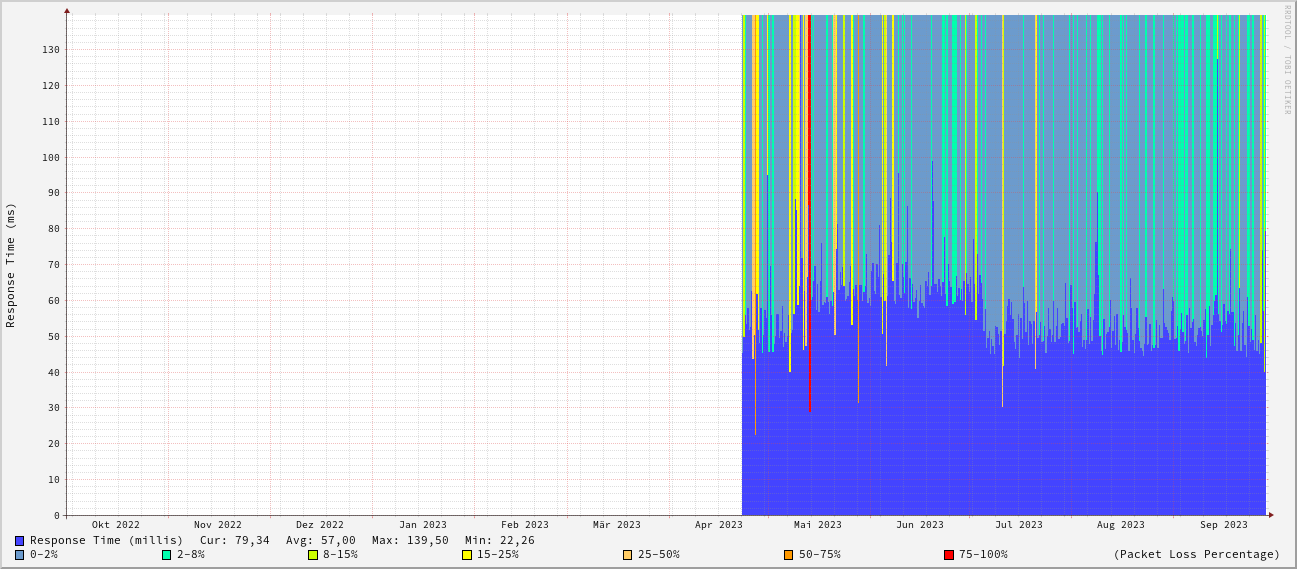 RRDTOOL / TOBI OETIKER
Response Time (ms)
130
120
110
100
90
80
70
60
50
40
30
20
10
0
Okt 2022 Nov 2022 Dez 2022 Jan 2023 Feb 2023 Mär 2023 Apr 2023 Mai 2023 Jun 2023 Jul 2023 Aug 2023 Sep 2023
Response Time (millis) Cur: 79,34 Avg: 57,00 Max: 139,50 Min: 22,26
0-2% 2-8% 8-15% 15-25% 25-50% 50-75% 75-100% (Packet Loss Percentage)